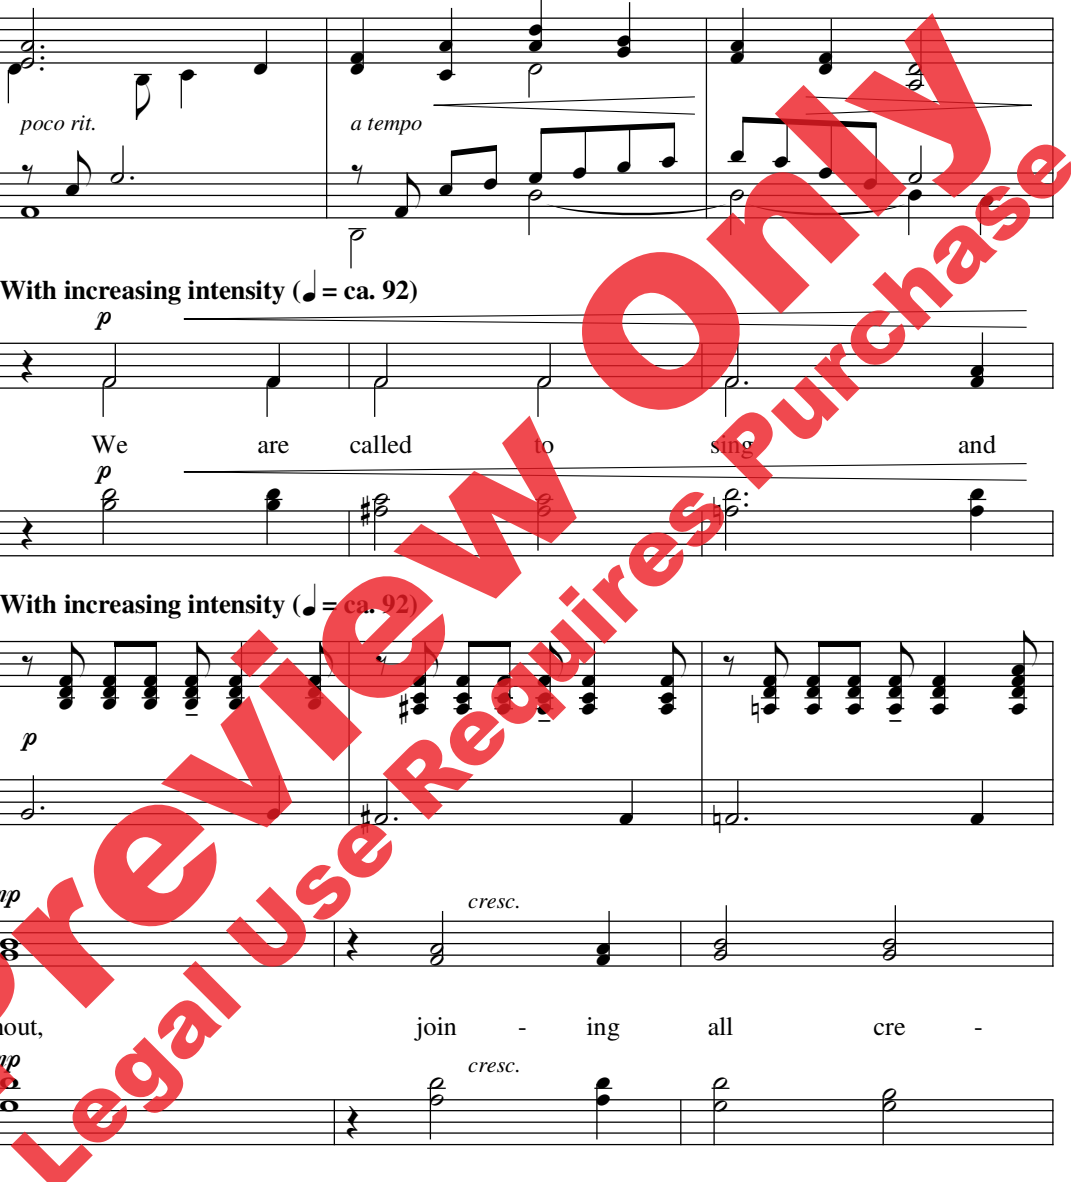 poco rit.
a tempo
With increasing intensity (♩ = ca. 92)
p
We are called to sing and
p
With increasing intensity (♩ = ca. 92)
p
mp
cresc.
join - ing all cre -
mp
cresc.
Preview Only
Legal Use Requires Purchase